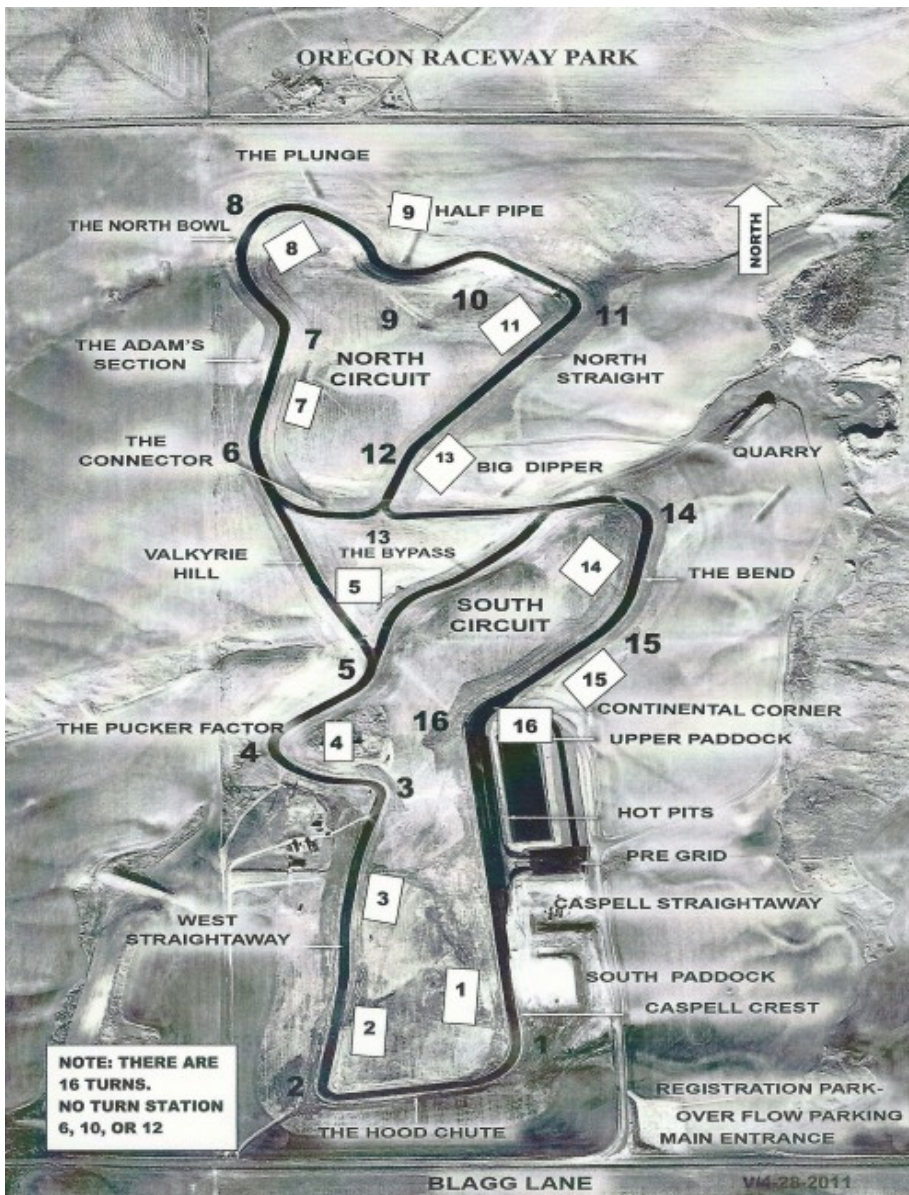 OREGON RACEWAY PARK
THE PLUNGE
8
9
HALF PIPE
THE NORTH BOWL
8
NORTH
10
11
9
11
7
THE ADAM'S
SECTION
NORTH
CIRCUIT
NORTH
STRAIGHT
7
THE
CONNECTOR
6
12
13
BIG DIPPER
QUARRY
14
13
THE BYPASS
VALKYRIE
HILL
5
14
THE BEND
SOUTH
CIRCUIT
5
15
15
CONTINENTAL CORNER
THE PUCKER FACTOR
4
4
16
16
UPPER PADDOCK
3
HOT PITS
PRE GRID
3
CASPELL STRAIGHTAWAY
WEST
STRAIGHTAWAY
1
SOUTH PADDOCK
CASPELL CREST
2
1
NOTE: THERE ARE
16 TURNS.
NO TURN STATION
6, 10, OR 12
2
REGISTRATION PARK-
OVER FLOW PARKING
THE HOOD CHUTE
MAIN ENTRANCE
BLAGG LANE
V/4-28-2011